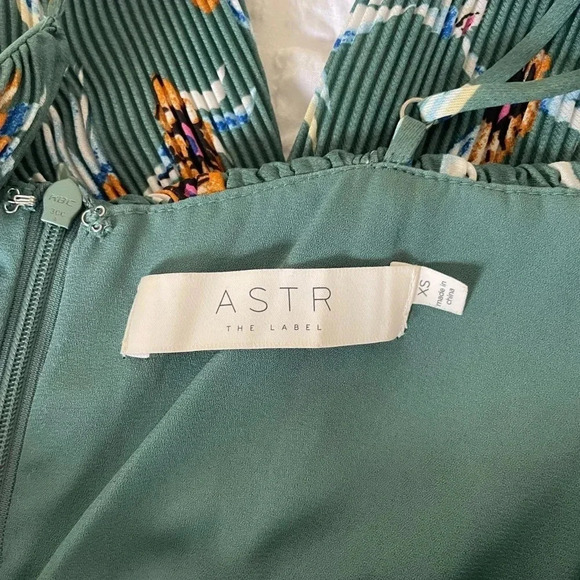 ASTR
THE LABEL
XS
made in
china